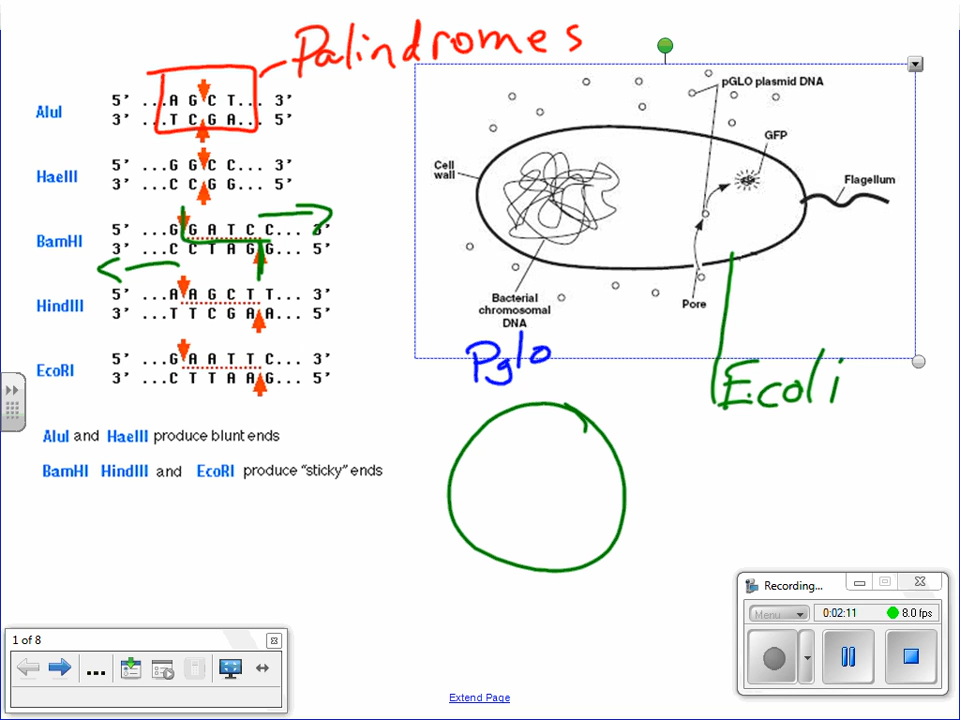 Palindromes
AluI
5' ...A G C T... 3'
3' ...T C G A... 5'
HaeIII
5' ...G G C C... 3'
3' ...C C G G... 5'
BamHI
5' ...G G A T C C... 3'
3' ...C C T A G G... 5'
HindIII
5' ...A A G C T T... 3'
3' ...T T C G A A... 5'
EcoRI
5' ...G A A T T C... 3'
3' ...C T T A A G... 5'
AluI and HaeIII produce blunt ends
BamHI HindIII and EcoRI produce "sticky" ends
pGLO plasmid DNA
GFP
Cell
wall
Flagellum
Bacterial
chromosomal
DNA
Pore
Pglo
E.coli
Recording...
Menu
0:02:11
8.0 fps
1 of 8
...
Extend Page